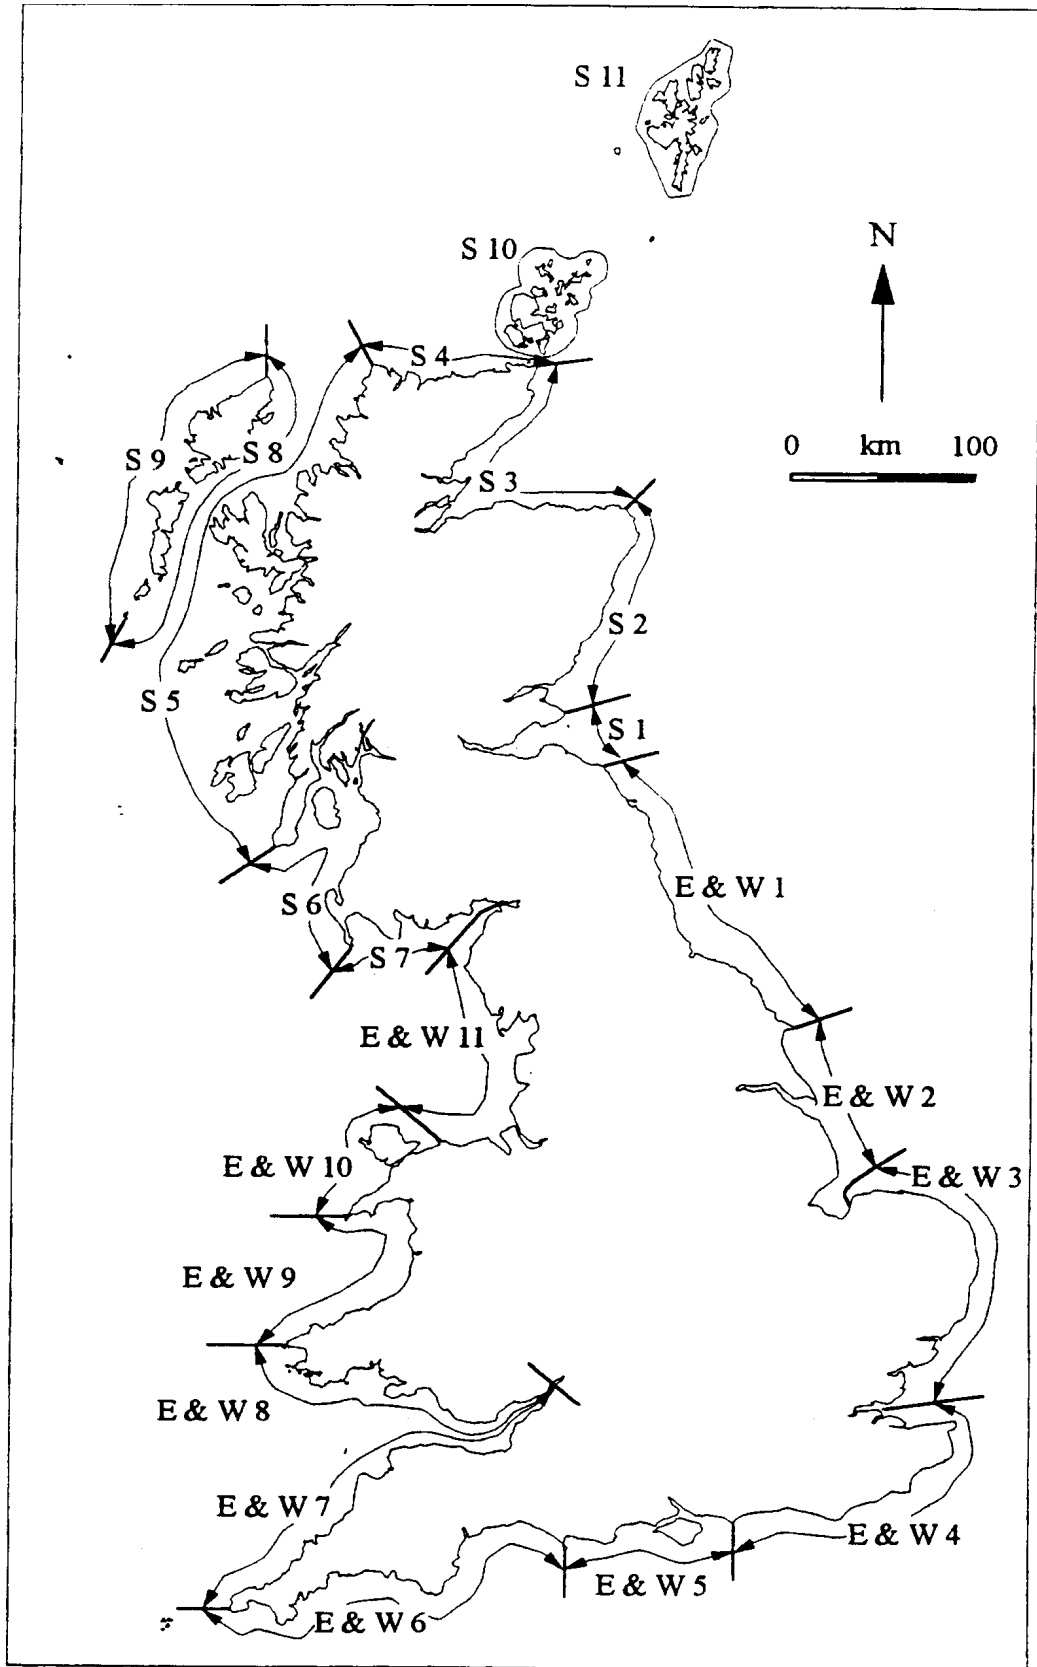 S 11
S 10
N
S 4
0 km 100
S 9
S 8
S 3
S 2
S 5
S 1
E & W 1
S 6
S 7
E & W 11
E & W 2
E & W 10
E & W 3
E & W 9
E & W 8
E & W 7
E & W 4
E & W 5
E & W 6